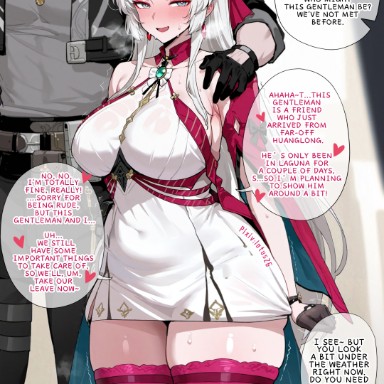 THIS GENTLEMAN BE?
WE'VE NOT MET
BEFORE.
AHAHA-T...THIS
GENTLEMAN
IS A FRIEND
WHO JUST
ARRIVED FROM
FAR-OFF
HUANGLONG.
HE'S ONLY BEEN
IN LAGUNA FOR
A COUPLE OF DAYS,
S...SO I'M PLANNING
TO SHOW HIM
AROUND A BIT!
NO, NO,
I'M TOTALLY
FINE, REALLY!
...SORRY FOR
BEING RUDE,
BUT THIS
GENTLEMAN AND I...
UH...
WE STILL
HAVE SOME
IMPORTANT THINGS
TO TAKE CARE OF,
SO WE'LL, UM,
TAKE OUR
LEAVE NOW~
I SEE- BUT YOU
LOOK A BIT
UNDER
THE WEATHER
RIGHT NOW,
DO YOU NEED